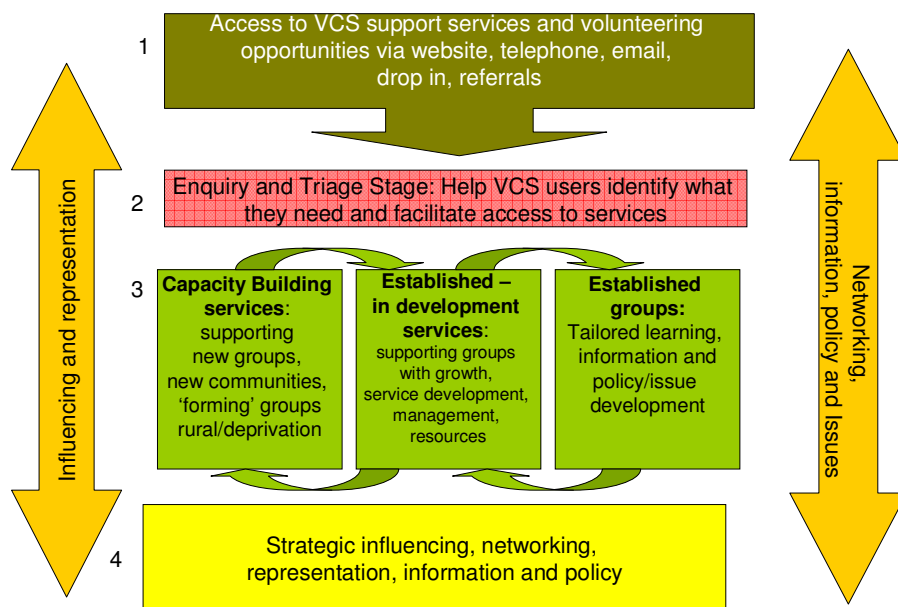 1
Access to VCS support services and volunteering
opportunities via website, telephone, email,
drop in, referrals
2
Enquiry and Triage Stage: Help VCS users identify what
they need and facilitate access to services
3
Capacity Building
services:
supporting
new groups,
new communities,
‘forming’ groups
rural/deprivation
Established –
in development
services:
supporting groups
with growth,
service development,
management,
resources
Established
groups:
Tailored learning,
information and
policy/issue
development
4
Strategic influencing, networking,
representation, information and policy
Influencing and representation
Networking,
information, policy and Issues